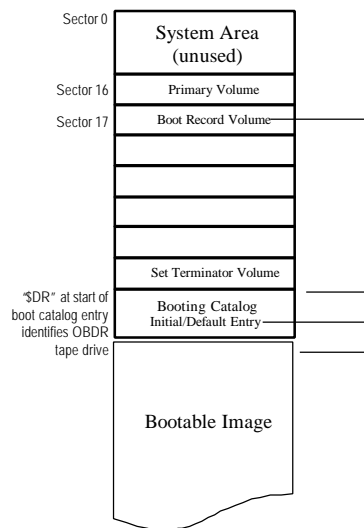 Sector 0
System Area
(unused)
Sector 16
Primary Volume
Sector 17
Boot Record Volume
Set Terminator Volume
"$DR" at start of
boot catalog entry
identifies OBDR
tape drive
Booting Catalog
Initial/Default Entry
Bootable Image